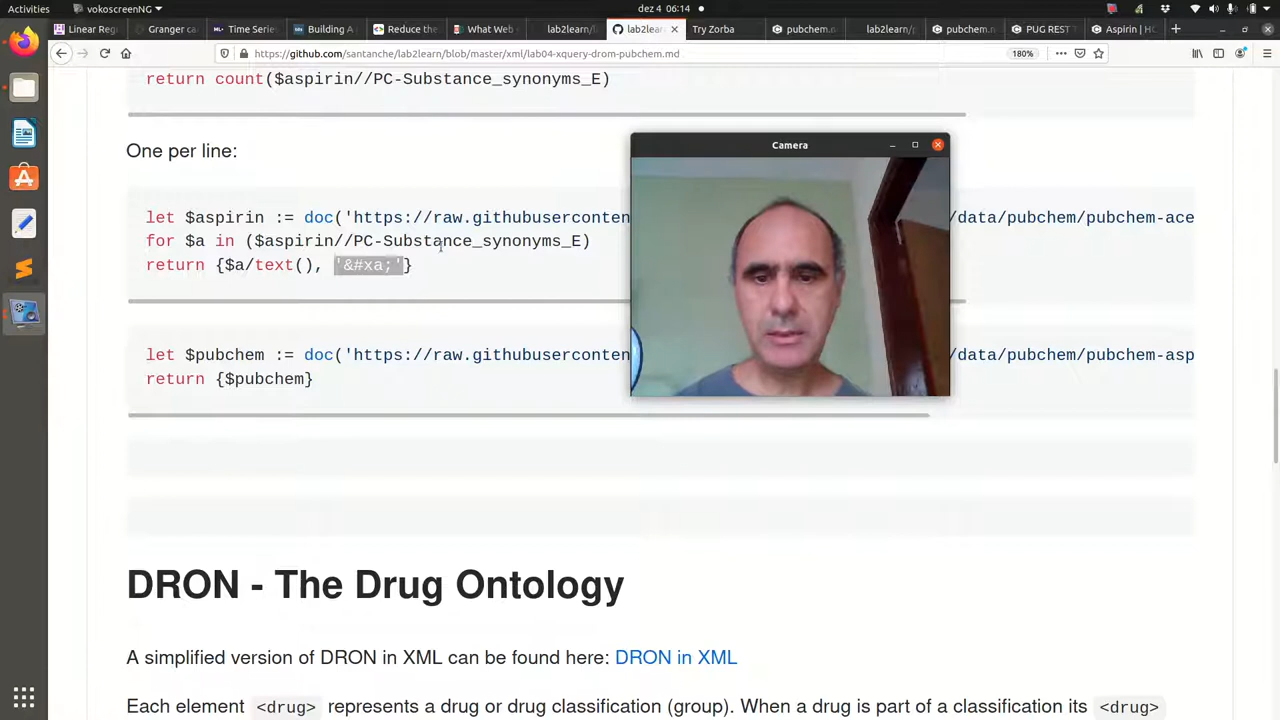 Activities
vokoscreenNG
dez 4 06:14
Linear Reg
Granger ca
Time Series
Building A
Reduce the
What Web s
lab2learn/l
lab2lear
Try Zorba
pubchem.n
lab2learn/
pubchem.n
PUG REST
Aspirin | H
https://github.com/santanche/lab2learn/blob/master/xml/lab04-xquery-drom-pubchem.md
180%
return count($aspirin//PC-Substance_synonyms_E)
One per line:
Camera
let $aspirin := doc('https://raw.githubuserconten /data/pubchem/pubchem-ace
for $a in ($aspirin//PC-Substance_synonyms_E)
return {$a/text(), '&#xa;'}
let $pubchem := doc('https://raw.githubuserconten /data/pubchem/pubchem-asp
return {$pubchem}
DRON - The Drug Ontology
A simplified version of DRON in XML can be found here: DRON in XML
Each element <drug> represents a drug or drug classification (group). When a drug is part of a classification its <drug>